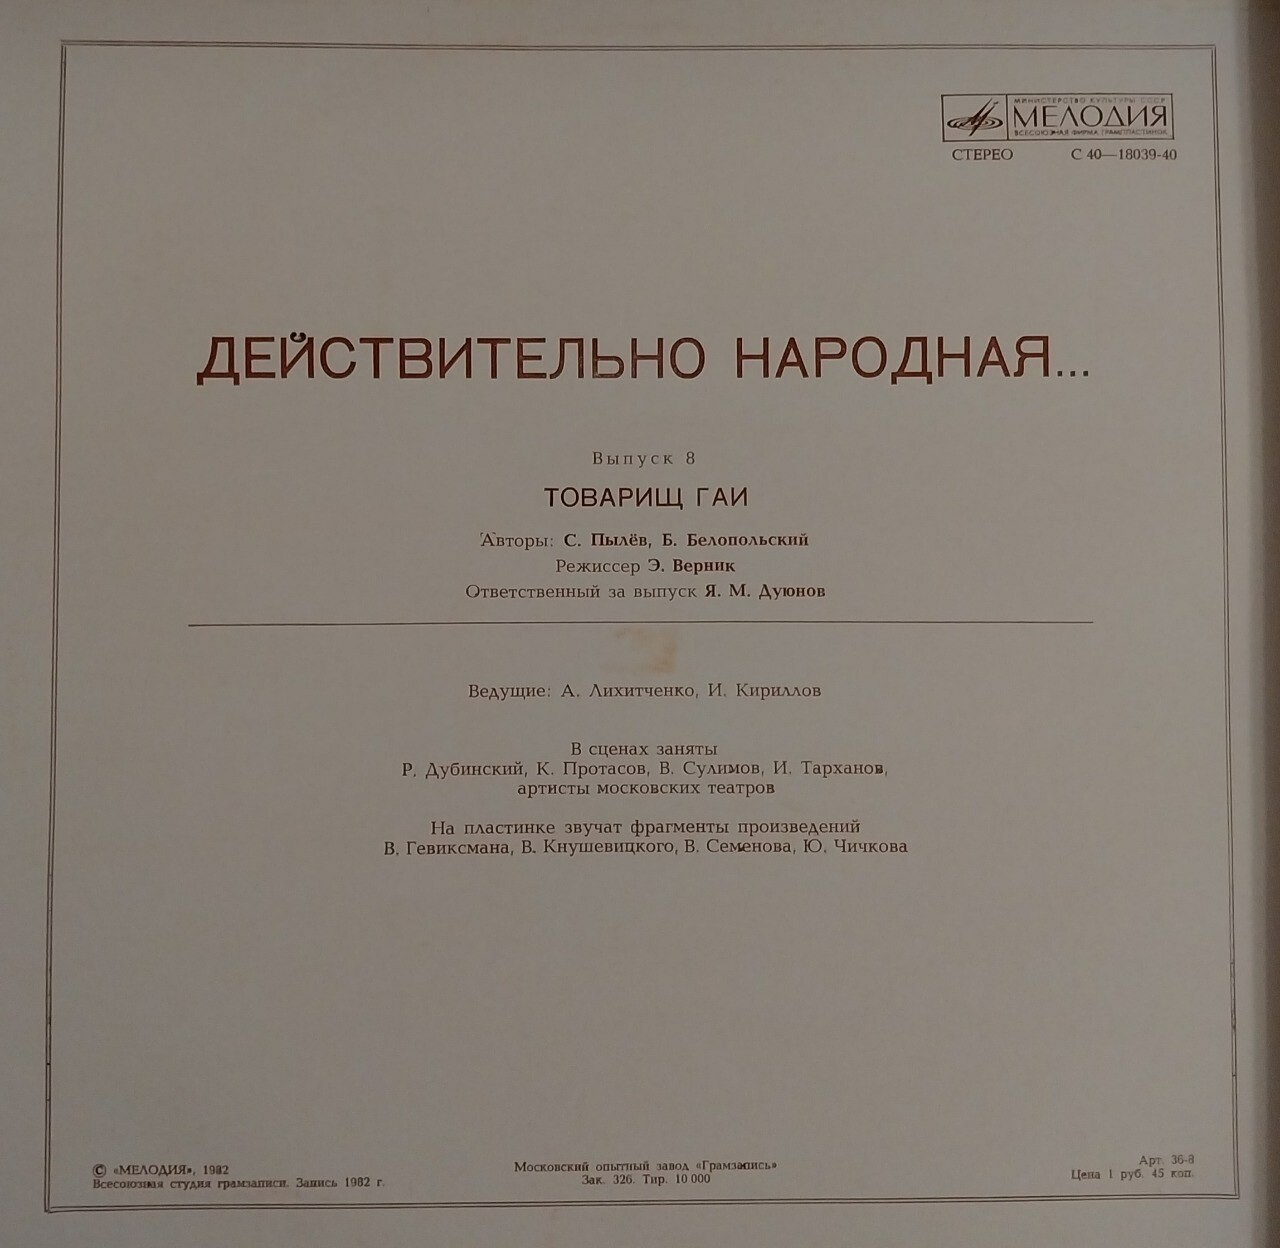 МИНИСТЕРСТВО КУЛЬТУРЫ СССР
МЕЛОДИЯ
ВСЕСОЮЗНАЯ ФИРМА ГРАМПЛАСТИНОК
СТЕРЕО С 40—18039-40
ДЕЙСТВИТЕЛЬНО НАРОДНАЯ...
Выпуск 8
ТОВАРИЩ ГАИ
Авторы: С. Пылёв, Б. Белопольский
Режиссер Э. Верник
Ответственный за выпуск Я. М. Дуюнов
Ведущие: А. Лихитченко, И. Кириллов
В сценах заняты
Р. Дубинский, К. Протасов, В. Сулимов, И. Тарханов,
артисты московских театров
На пластинке звучат фрагменты произведений
В. Гевиксмана, В. Кнушевицкого, В. Семенова, Ю. Чичкова
© «МЕЛОДИЯ», 1982
Всесоюзная студия грамзаписи. Запись 1982 г.
Московский опытный завод «Грамзапись»
Зак. 326. Тир. 10 000
Арт. 36-8
Цена 1 руб. 45 коп.